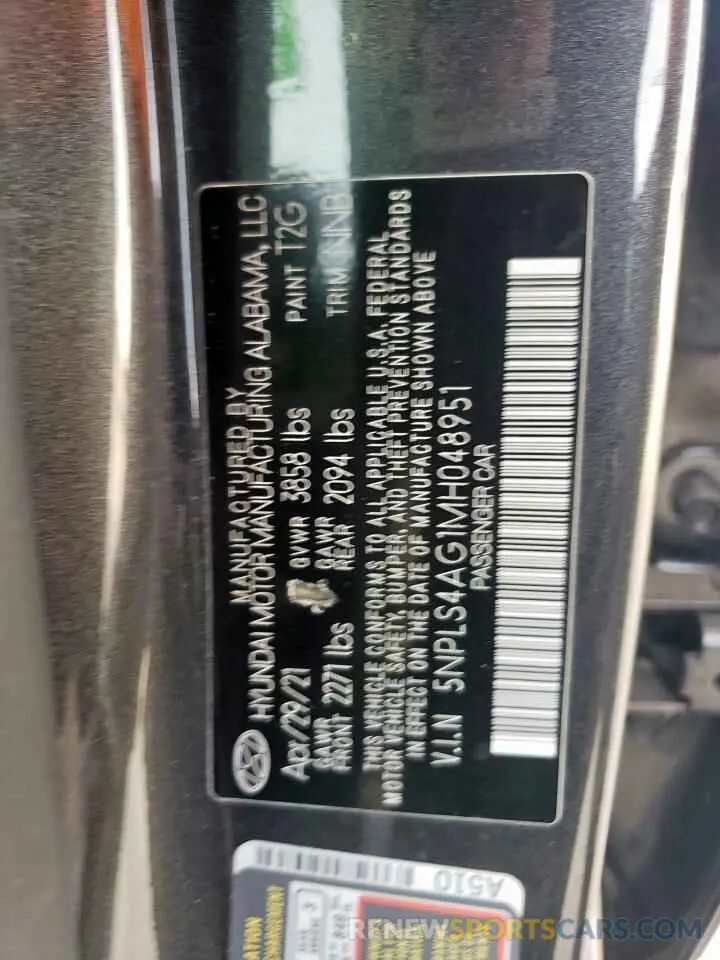 MANUFACTURED BY
HYUNDAI MOTOR MANUFACTURING ALABAMA, LLC
Apr/29/21 GVWR 3858 lbs PAINT T2G
GAWR FRONT 2271 lbs GAWR REAR 2094 lbs TRIM NNB
THIS VEHICLE CONFORMS TO ALL APPLICABLE U.S.A. FEDERAL
MOTOR VEHICLE SAFETY, BUMPER, AND THEFT PREVENTION STANDARDS
IN EFFECT ON THE DATE OF MANUFACTURE SHOWN ABOVE
V.I.N 5NPLS4AG1MH048951
PASSENGER CAR
A510
RENEWSPORTSCARS.COM